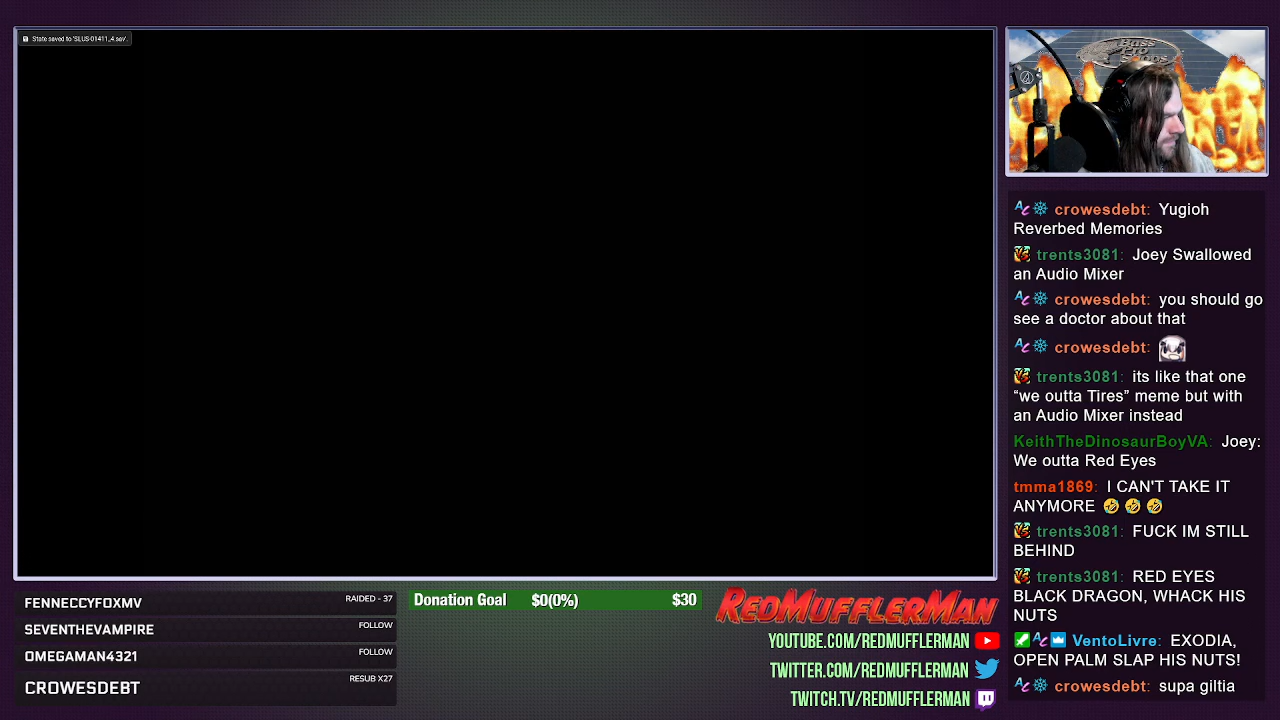 State saved to 'SLUS-01411_4.sav'.
Bass
Pro
Shops
crowesdebt: Yugioh
Reverbed Memories
trents3081: Joey Swallowed
an Audio Mixer
crowesdebt: you should go
see a doctor about that
crowesdebt:
trents3081: its like that one
“we outta Tires” meme but with
an Audio Mixer instead
KeithTheDinosaurBoyVA: Joey:
We outta Red Eyes
tmma1869: I CAN'T TAKE IT
ANYMORE 🤣 🤣 🤣
trents3081: FUCK IM STILL
BEHIND
trents3081: RED EYES
BLACK DRAGON, WHACK HIS
NUTS
VentoLivre: EXODIA,
OPEN PALM SLAP HIS NUTS!
crowesdebt: supa giltia
FENNECCYFOXMV RAIDED - 37
SEVENTHEVAMPIRE FOLLOW
OMEGAMAN4321 FOLLOW
CROWESDEBT RESUB X27
Donation Goal $0(0%) $30
REDMUFFLERMAN
YOUTUBE.COM/REDMUFFLERMAN
TWITTER.COM/REDMUFFLERMAN
TWITCH.TV/REDMUFFLERMAN